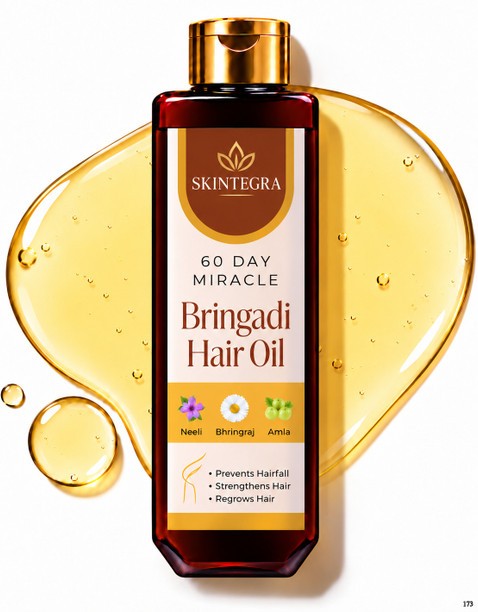 SKINTEGRA
60 DAY
MIRACLE
Bringadi
Hair Oil
Neeli Bhringraj Amla
• Prevents Hairfall
• Strengthens Hair
• Regrows Hair
173